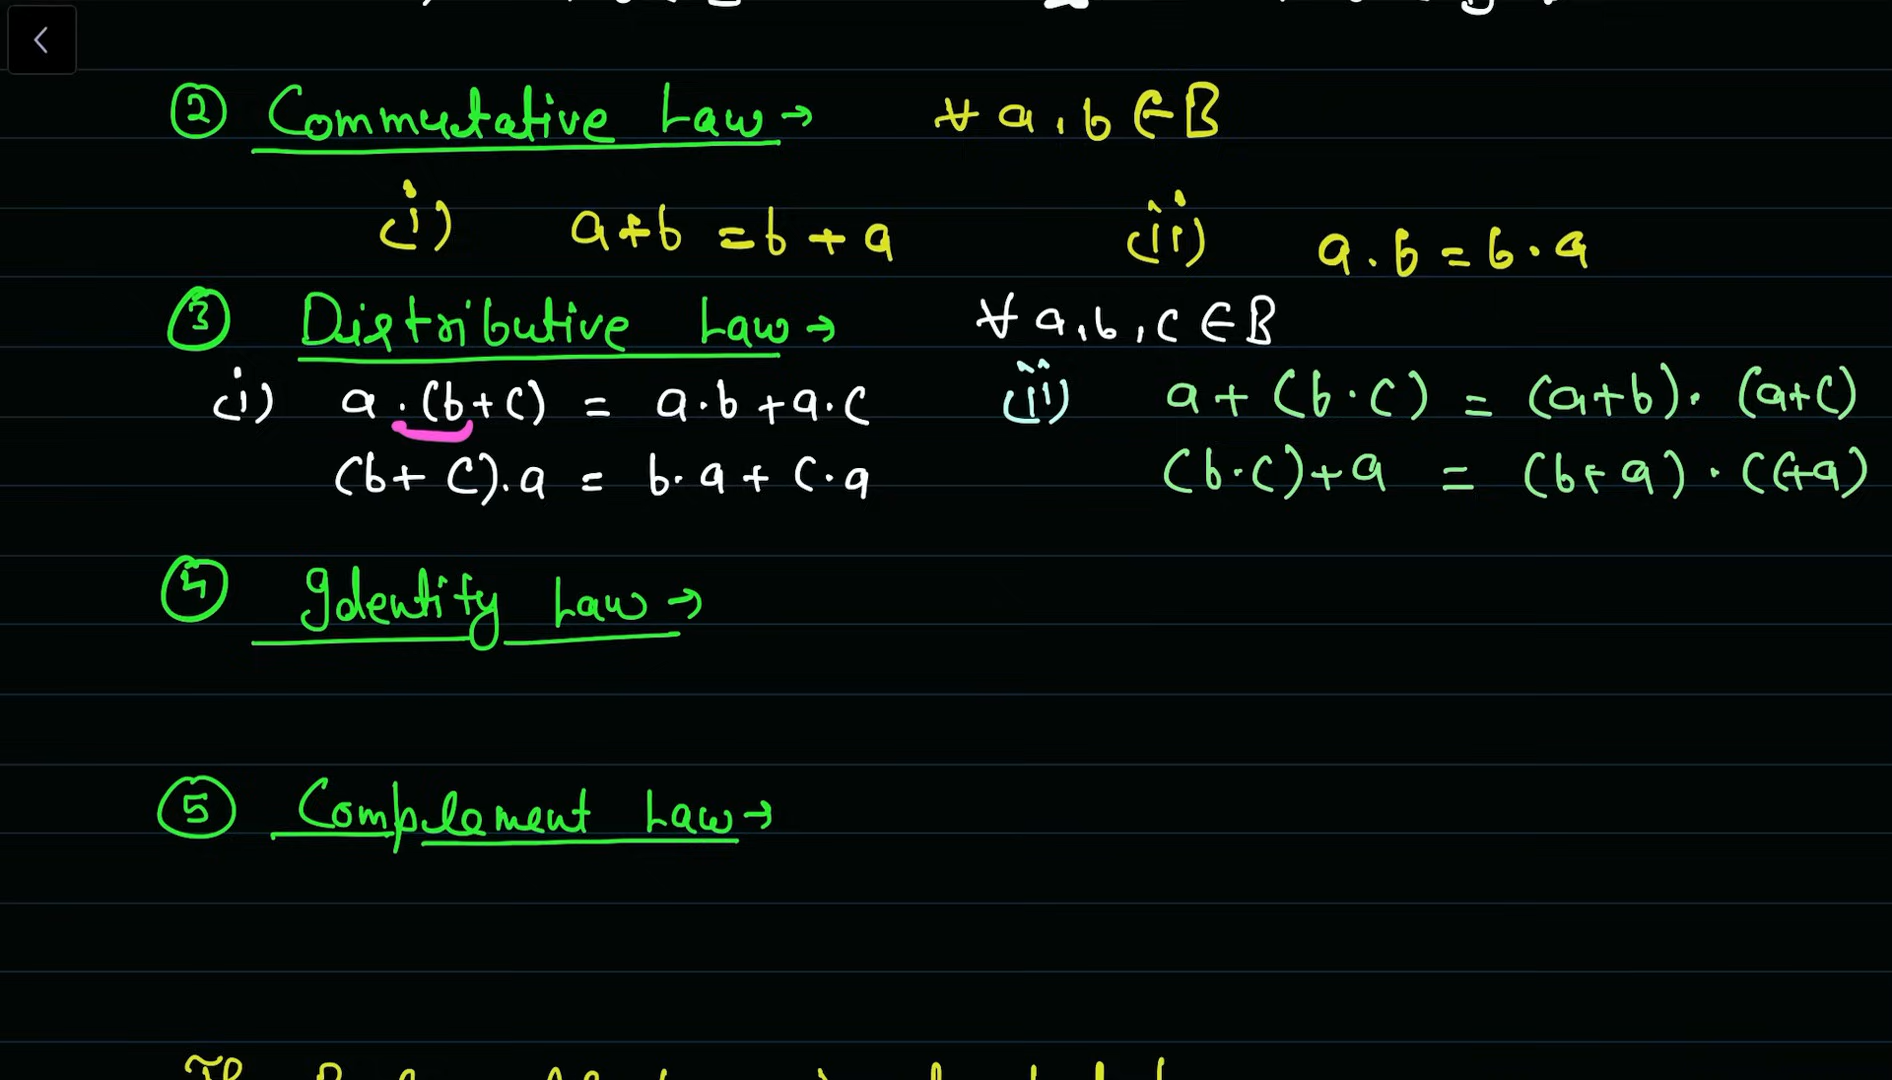 ② Commutative Law → ∀ a, b ∈ B
(i) a+b = b + a (ii) a . b = b . a
③ Distributive Law → ∀ a, b, c ∈ B
(i) a . (b+c) = a.b + a.c (ii) a + (b . c) = (a+b) . (a+c)
(b+ c) . a = b. a + c . a (b . c) + a = (b+ a) . (c+a)
④ Identity Law →
⑤ Complement Law →